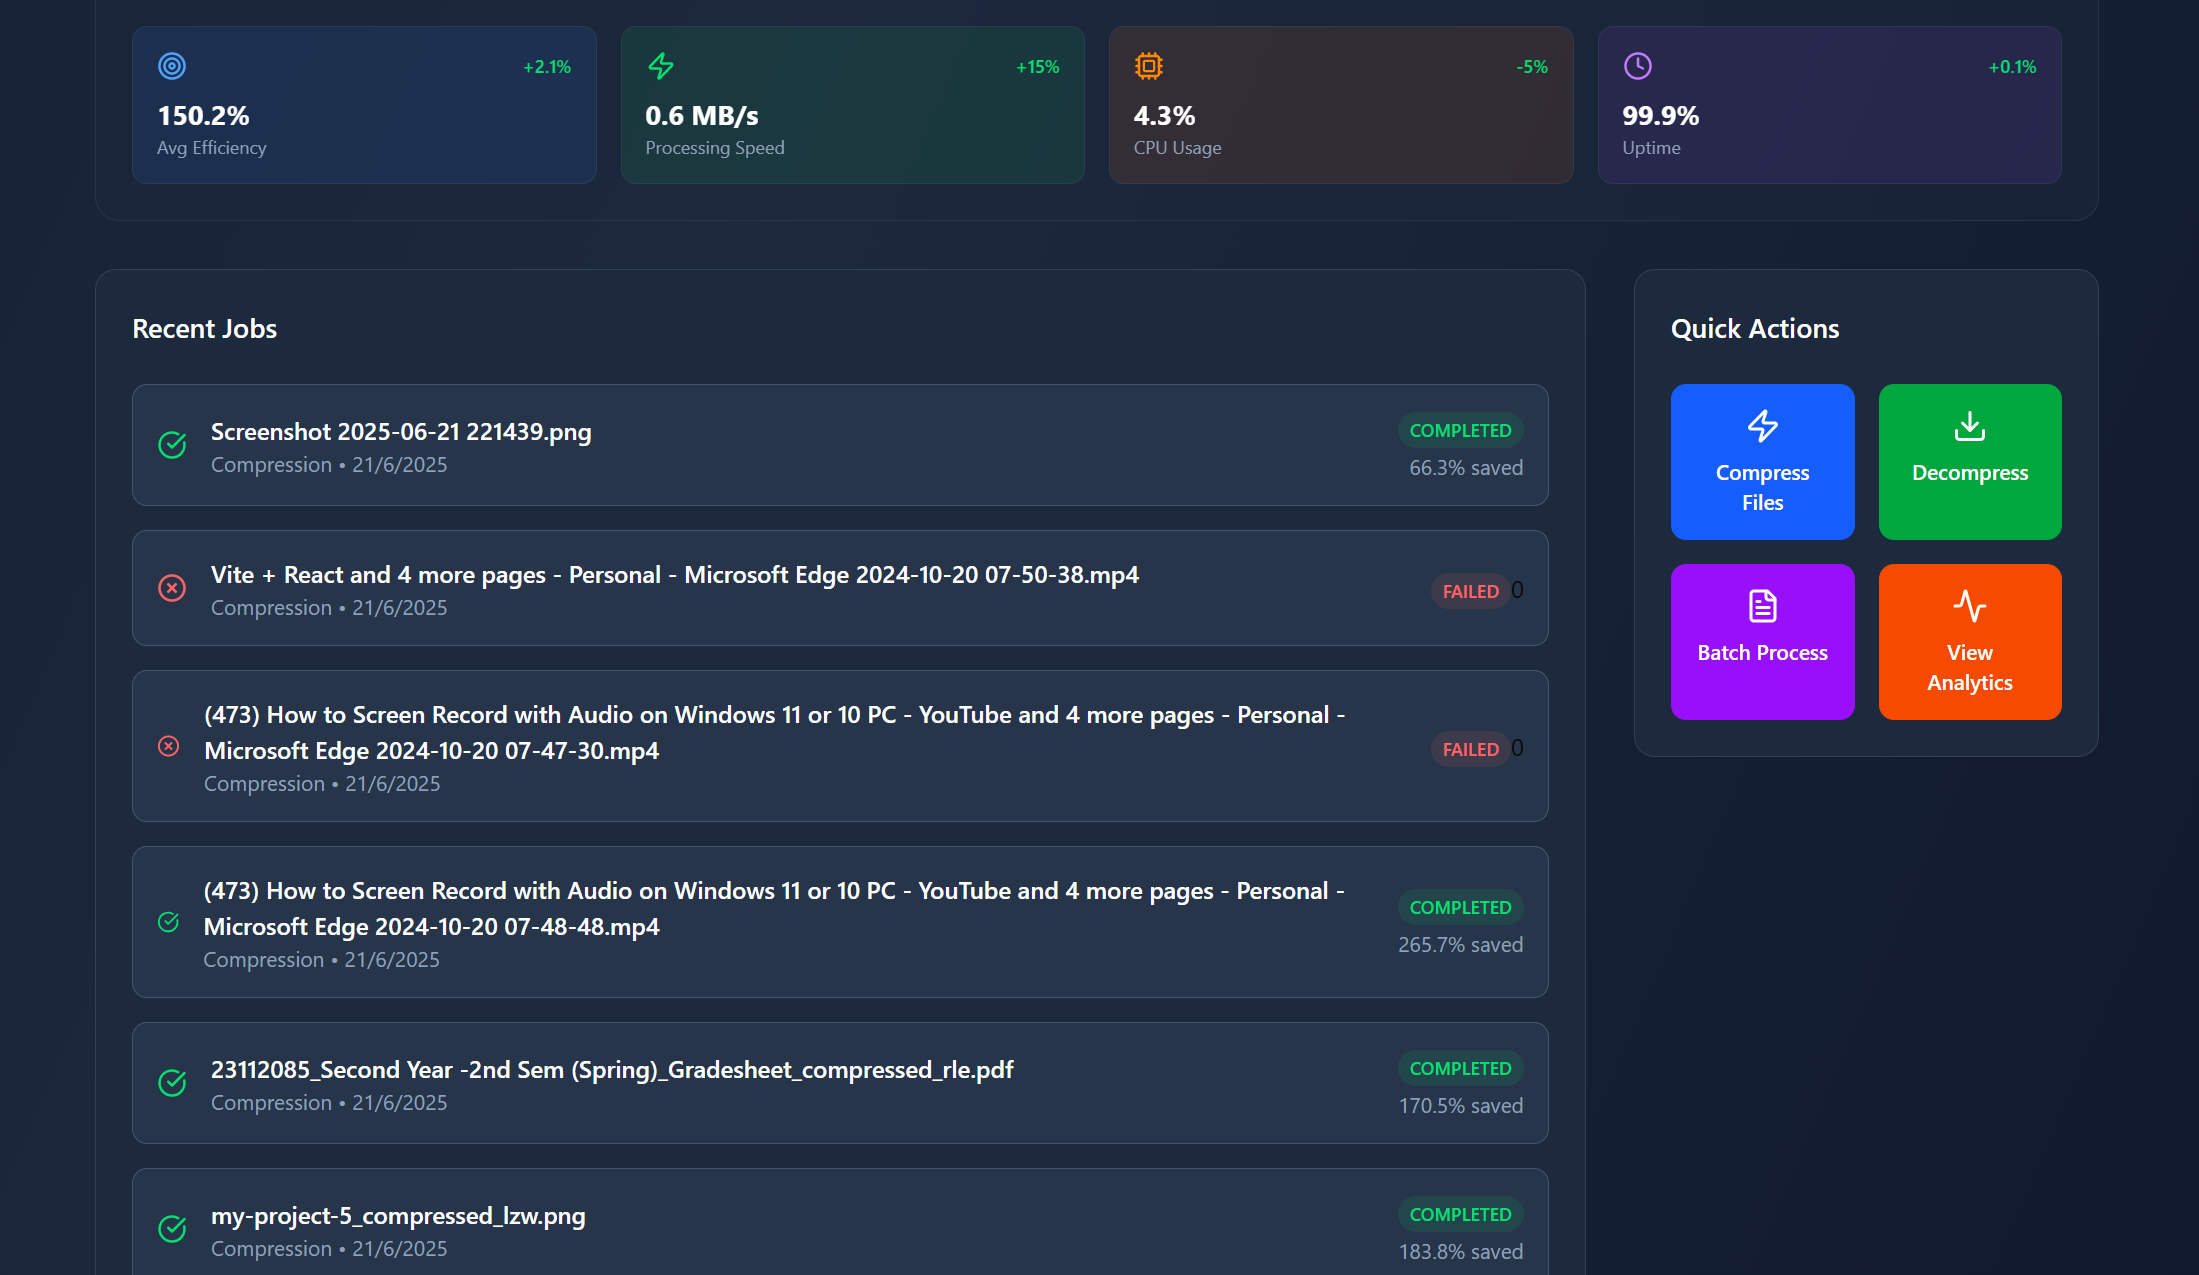 +2.1%
150.2%
Avg Efficiency
+15%
0.6 MB/s
Processing Speed
-5%
4.3%
CPU Usage
+0.1%
99.9%
Uptime
Recent Jobs
Screenshot 2025-06-21 221439.png
Compression • 21/6/2025
COMPLETED
66.3% saved
Vite + React and 4 more pages - Personal - Microsoft Edge 2024-10-20 07-50-38.mp4
Compression • 21/6/2025
FAILED 0
(473) How to Screen Record with Audio on Windows 11 or 10 PC - YouTube and 4 more pages - Personal -
Microsoft Edge 2024-10-20 07-47-30.mp4
Compression • 21/6/2025
FAILED 0
(473) How to Screen Record with Audio on Windows 11 or 10 PC - YouTube and 4 more pages - Personal -
Microsoft Edge 2024-10-20 07-48-48.mp4
Compression • 21/6/2025
COMPLETED
265.7% saved
23112085_Second Year -2nd Sem (Spring)_Gradesheet_compressed_rle.pdf
Compression • 21/6/2025
COMPLETED
170.5% saved
my-project-5_compressed_lzw.png
Compression • 21/6/2025
COMPLETED
183.8% saved
Quick Actions
Compress
Files
Decompress
Batch Process
View
Analytics